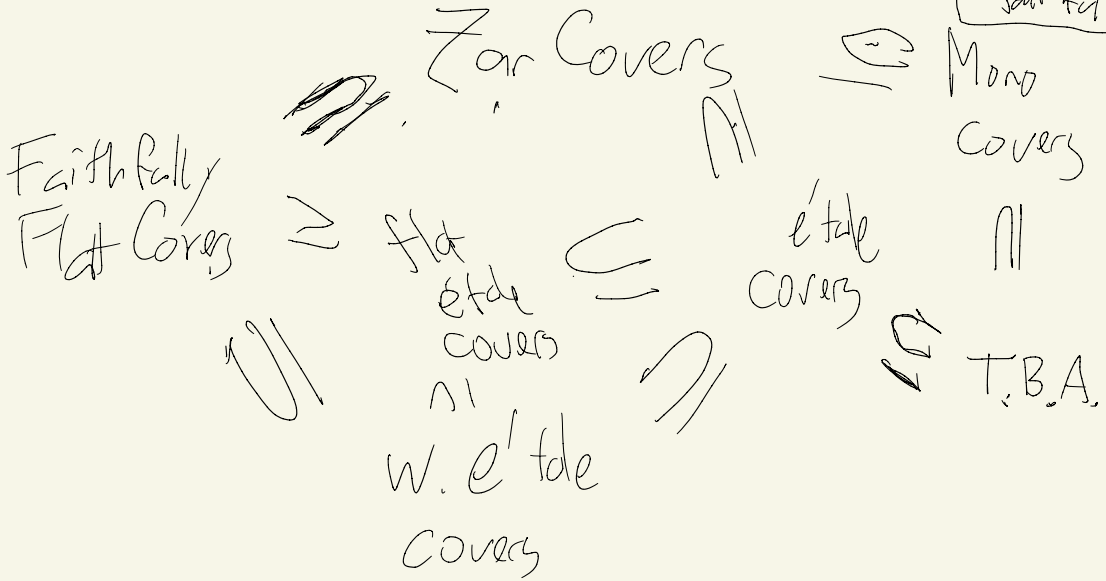 Zar Covers
Mono
Covers
Faithfully
Flat Covers
≥
flat
étale
covers
⊆
étale
covers
T.B.A.
∩|
w. étale
covers